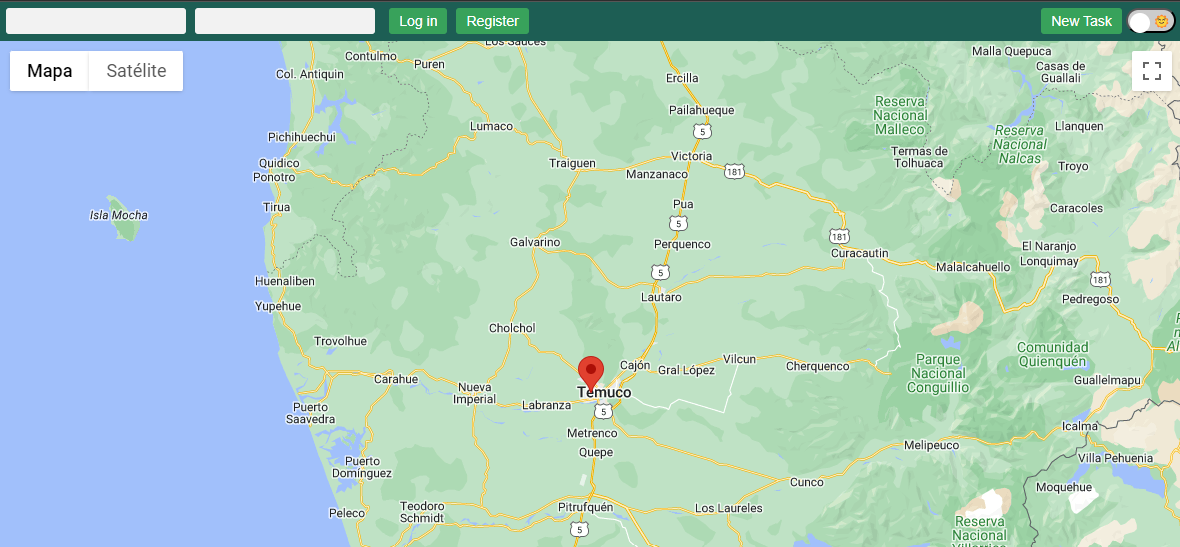 Log in
Register
New Task
Mapa
Satélite
Los Sauces
Contulmo
Puren
Malla Quepuca
Casas de
Guallali
Col. Antiquin
Ercilla
Pailahueque
Reserva
Nacional
Malleco
Lumaco
5
Llanquen
Reserva
Nacional
Nalcas
Pichihuechui
Termas de
Tolhuaca
Quidico
Traiguen
Victoria
181
Troyo
Ponotro
Manzanaco
Tirua
Isla Mocha
Pua
Caracoles
5
181
Galvarino
Perquenco
Curacautin
El Naranjo
Lonquimay
Malalcahuello
5
181
Huenaliben
Lautaro
Pedregoso
Yupehue
Cholchol
Trovolhue
Comunidad
Quienquén
Cajón
Vilcun
Gral López
Cherquenco
Parque
Nacional
Conguillio
Carahue
Nueva
Imperial
Temuco
Guallelmapu
Labranza
5
Puerto
Saavedra
Metrenco
Icalma
Quepe
Melipeuco
Villa Pehuenia
Puerto
Domínguez
Cunco
Moquehue
Teodoro
Schmidt
Pitrufquén
Los Laureles
Peleco
5
Reserva
Nacional
Villarrica